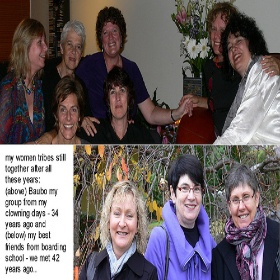 my women tribes still
together after all
these years:
(above) Baubo my
group from my
clowning days - 34
years ago and
(below) my best
friends from boarding
school - we met 42
years ago..